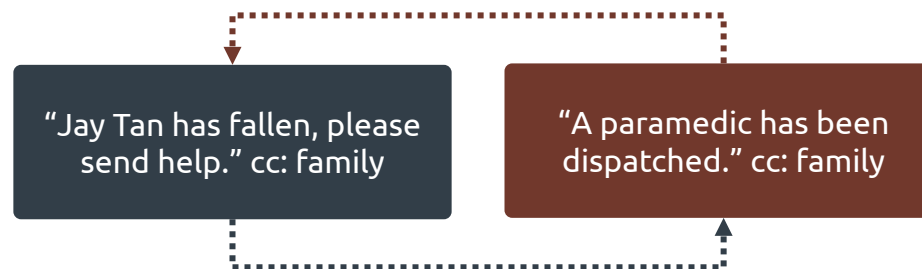 “Jay Tan has fallen, please
send help.” cc: family
“A paramedic has been
dispatched.” cc: family